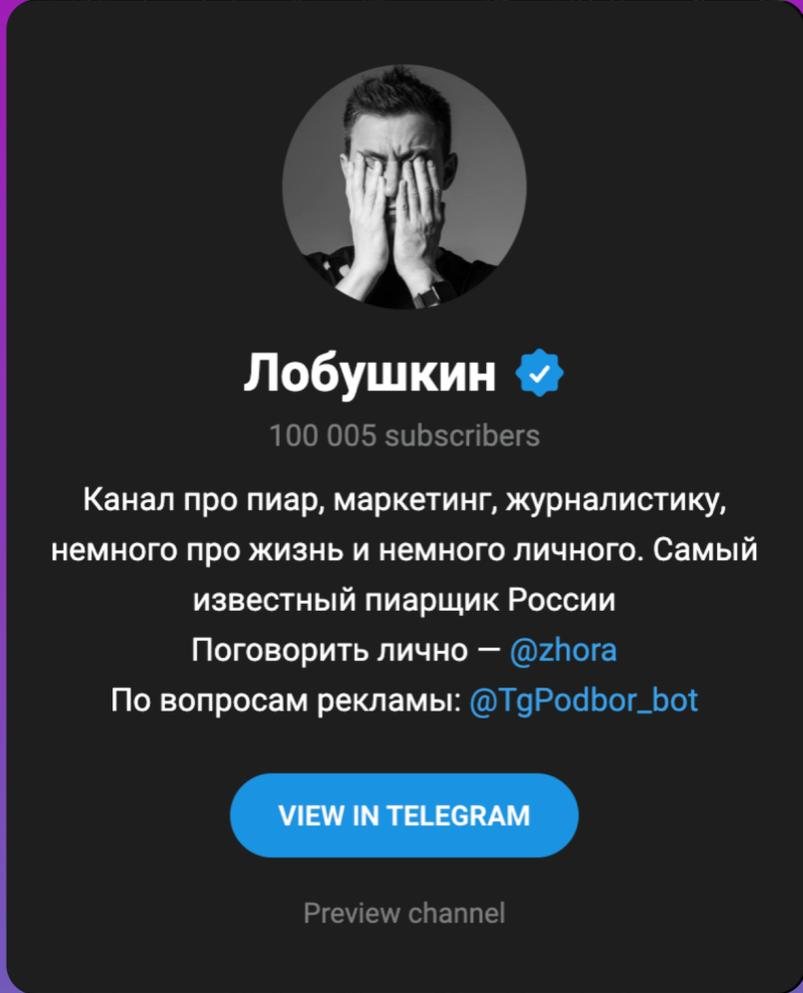 Лобушкин
100 005 subscribers
Канал про пиар, маркетинг, журналистику,
немного про жизнь и немного личного. Самый
известный пиарщик России
Поговорить лично — @zhora
По вопросам рекламы: @TgPodbor_bot
VIEW IN TELEGRAM
Preview channel